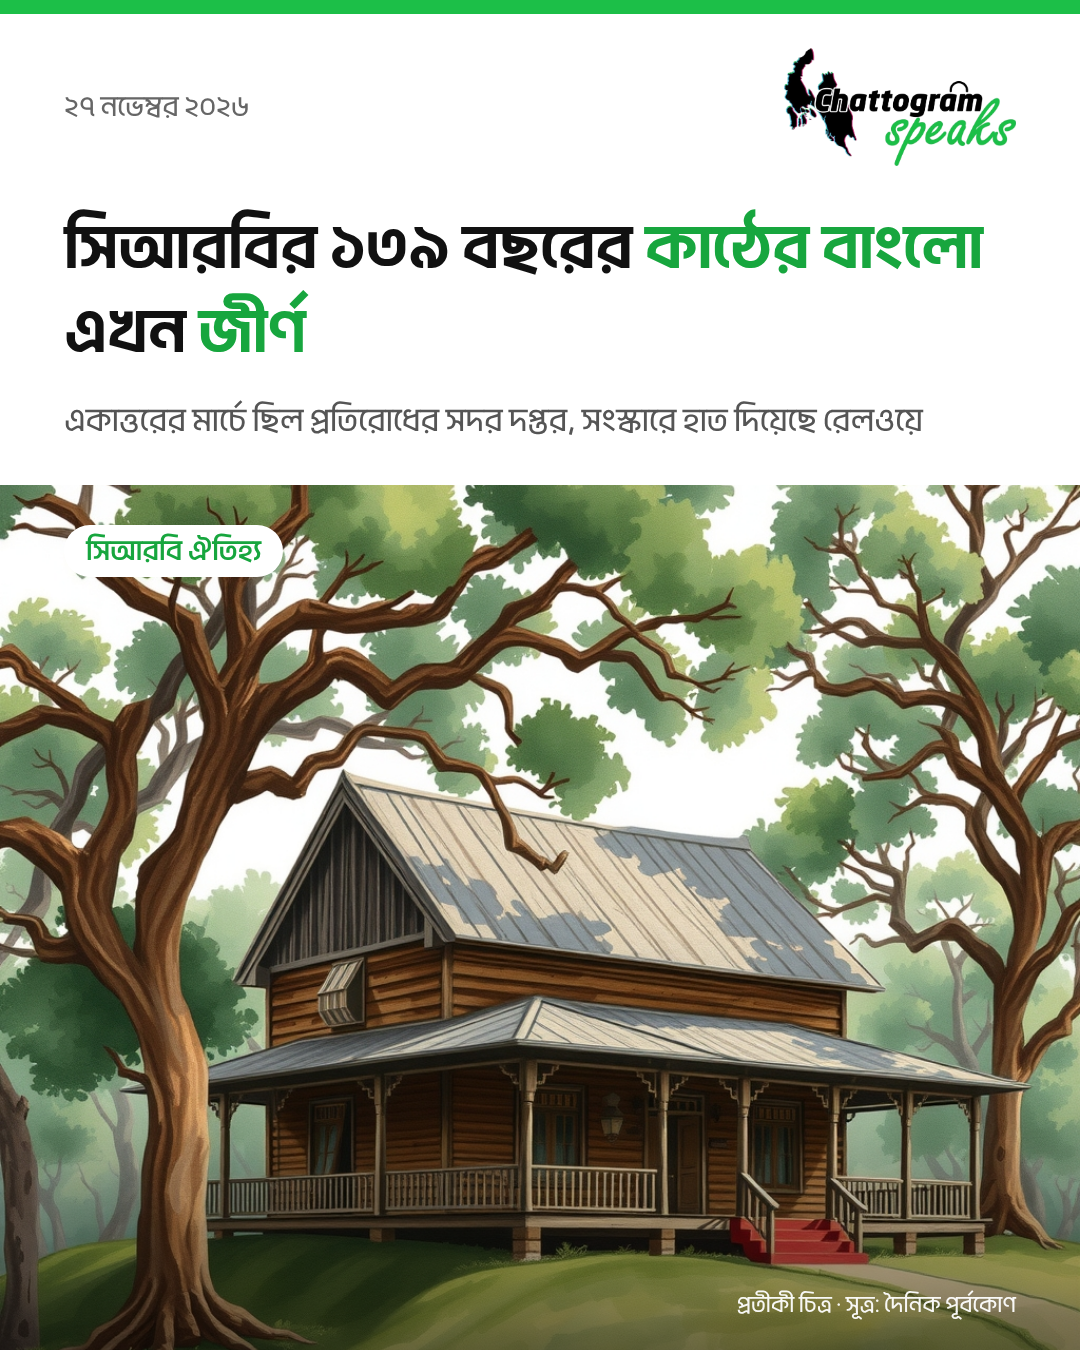 ২৭ নভেম্বর ২০২৬
Chattogram
speaks
সিআরবির ১৩৯ বছরের কাঠের বাংলো
এখন জীর্ণ
একাত্তরের মার্চে ছিল প্রতিরোধের সদর দপ্তর, সংস্কারে হাত দিয়েছে রেলওয়ে
সিআরবি ঐতিহ্য
প্রতীকী চিত্র · সূত্র: দৈনিক পূর্বকোণ